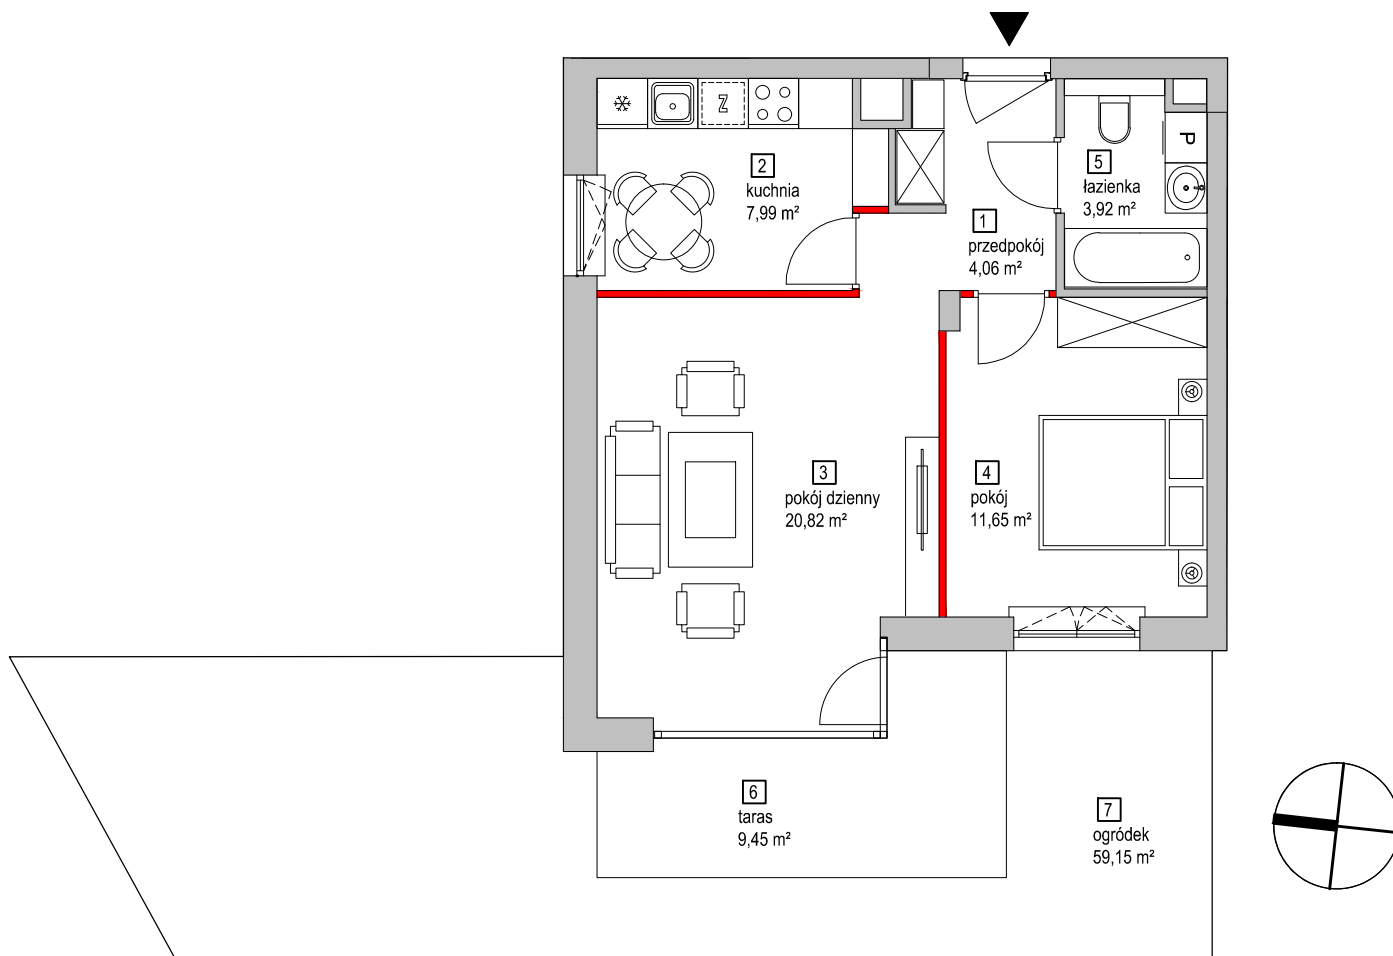 Z
2
kuchnia
7,99 m²
1
przedpokój
4,06 m²
5
łazienka
3,92 m²
P
3
pokój dzienny
20,82 m²
4
pokój
11,65 m²
6
taras
9,45 m²
7
ogródek
59,15 m²